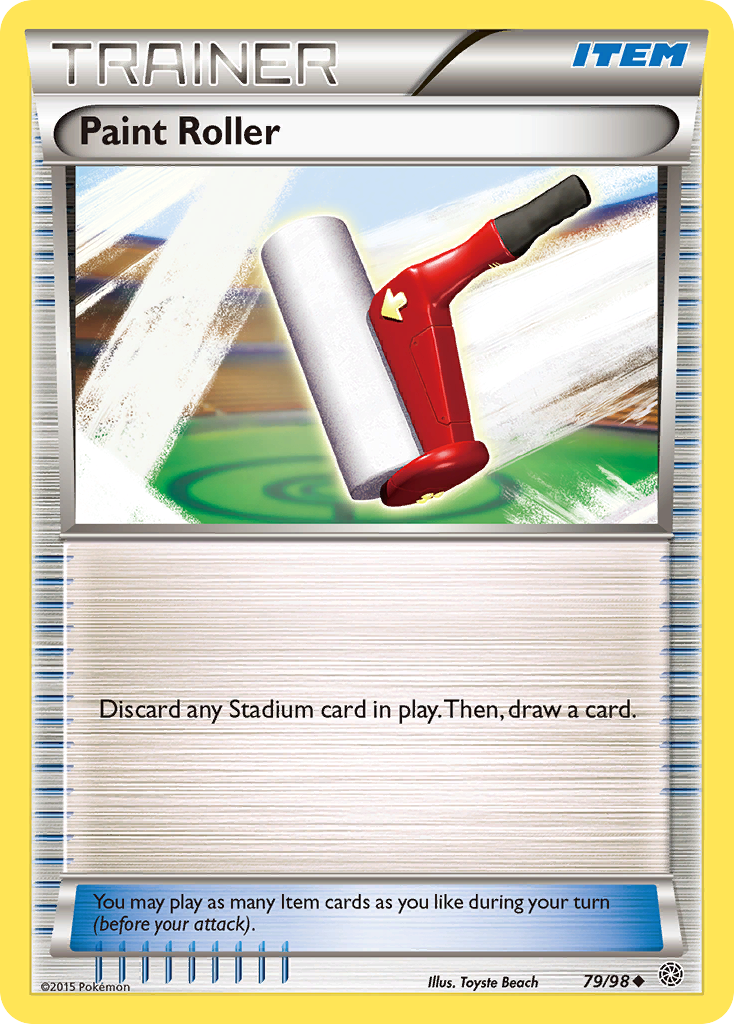 TRAINER
ITEM
Paint Roller
Discard any Stadium card in play. Then, draw a card.
You may play as many Item cards as you like during your turn
(before your attack).
©2015 Pokémon
Illus. Toyste Beach
79/98